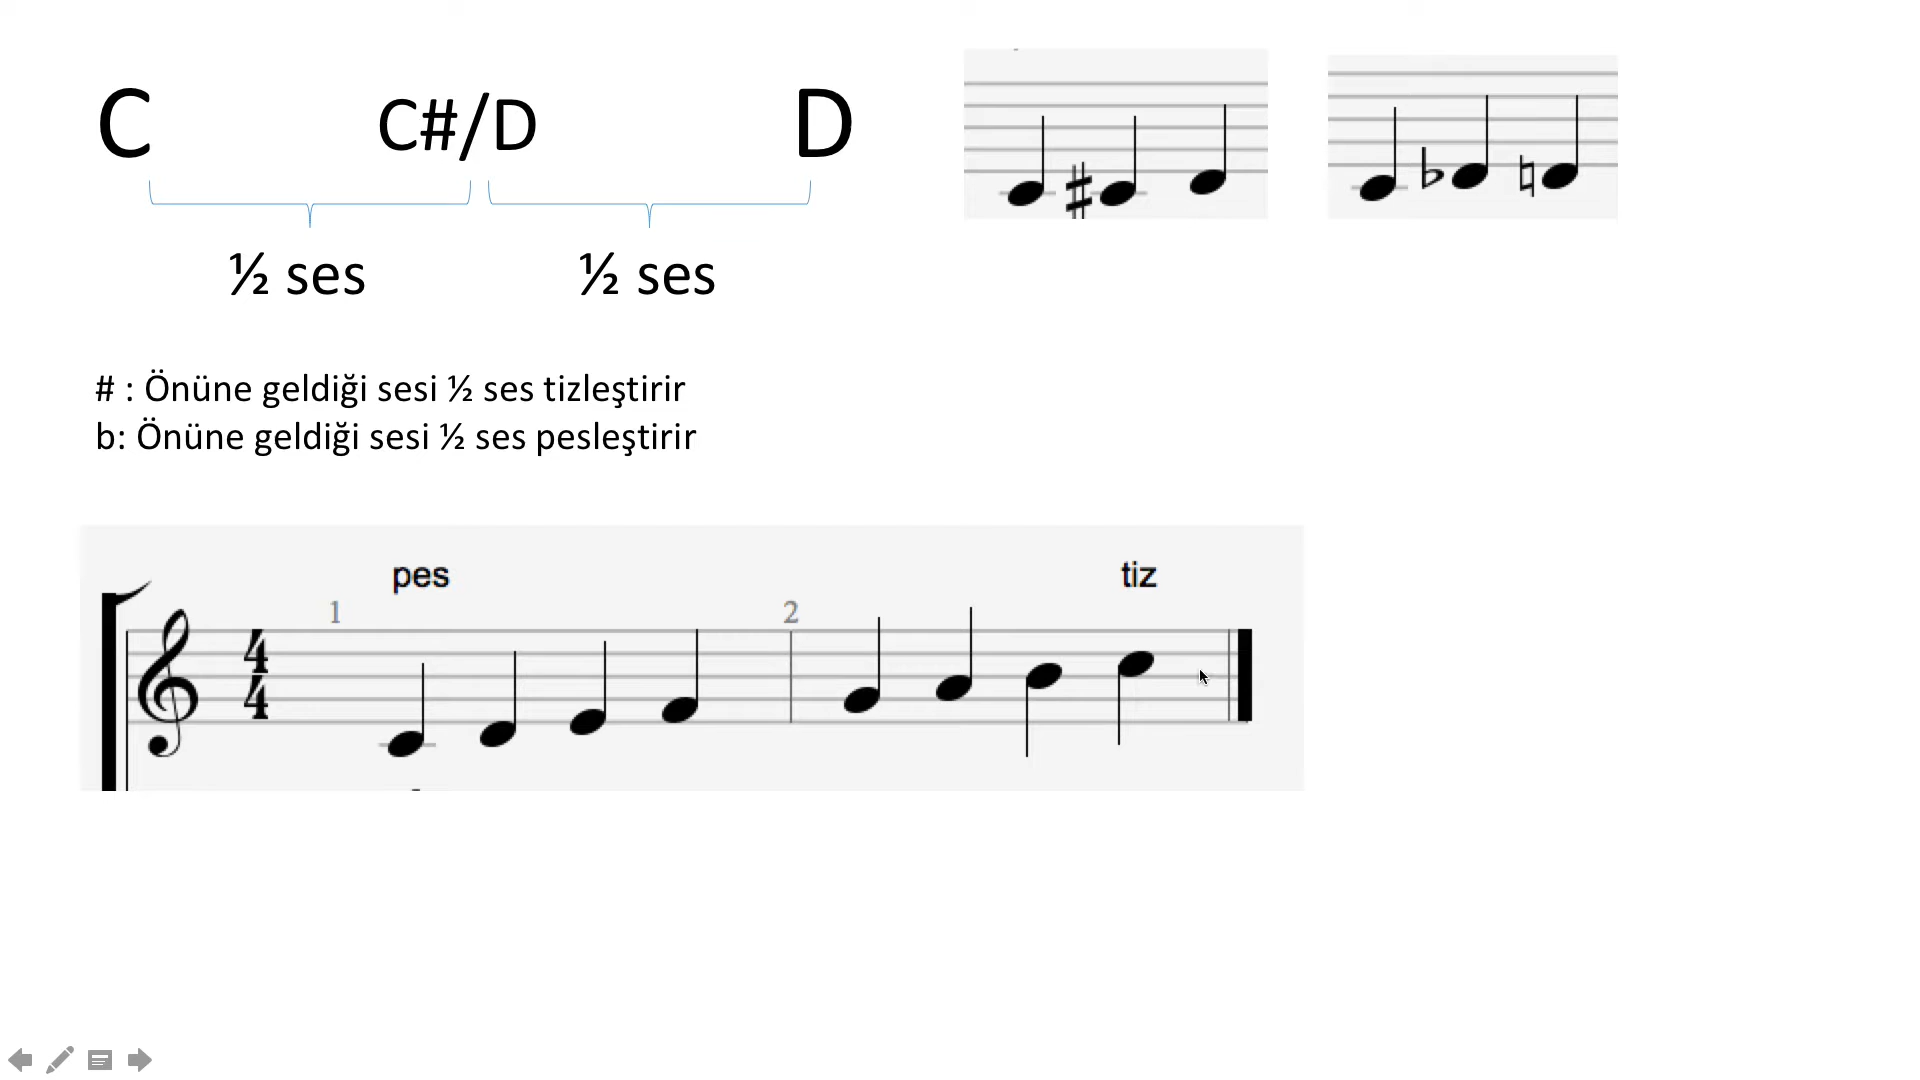 C C#/D D
½ ses ½ ses
# : Önüne geldiği sesi ½ ses tizleştirir
b: Önüne geldiği sesi ½ ses pesleştirir
pes tiz
1 2
4
4